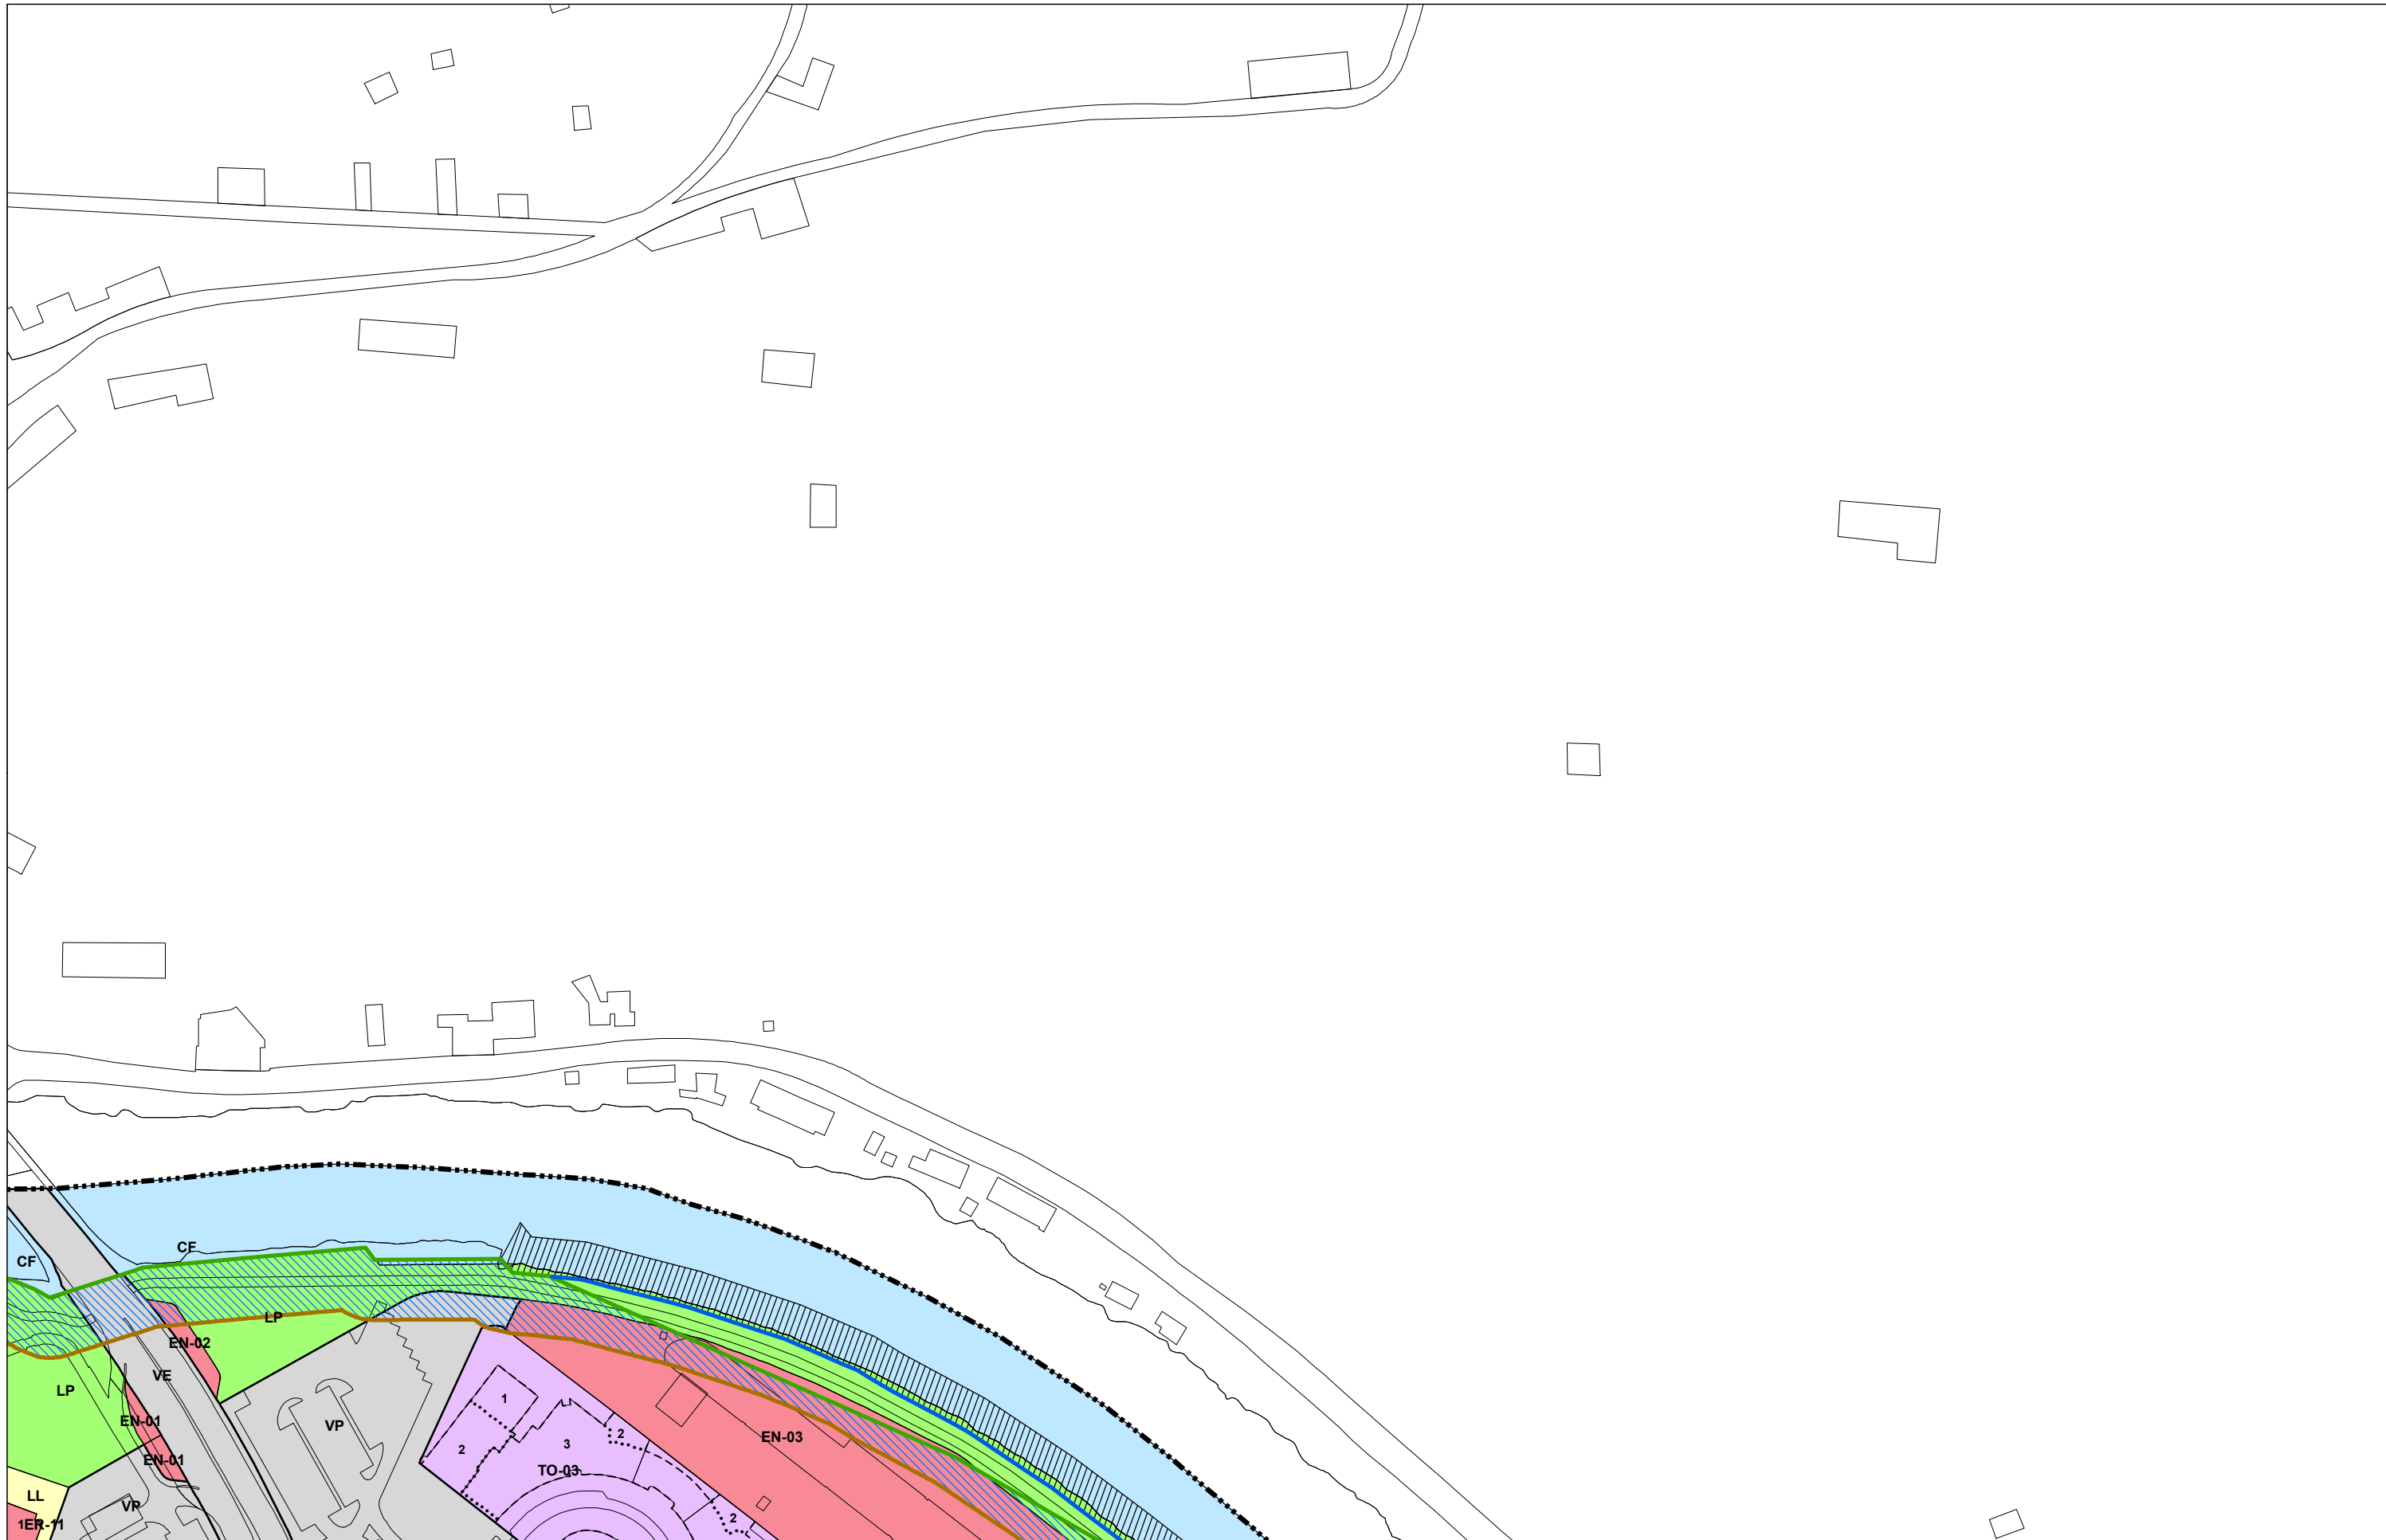 CF
CF
LP
EN-02
VE
LP
1
EN-01
VP
2
EN-03
3
2
EN-01
TO-03
LL
VP
2
1ER-11